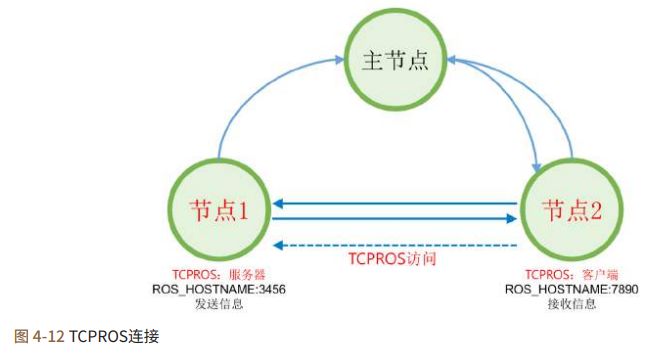 主节点
节点1
节点2
TCPROS访问
TCPROS：服务器
ROS_HOSTNAME:3456
发送信息
TCPROS：客户端
ROS_HOSTNAME:7890
接收信息
图 4-12 TCPROS连接